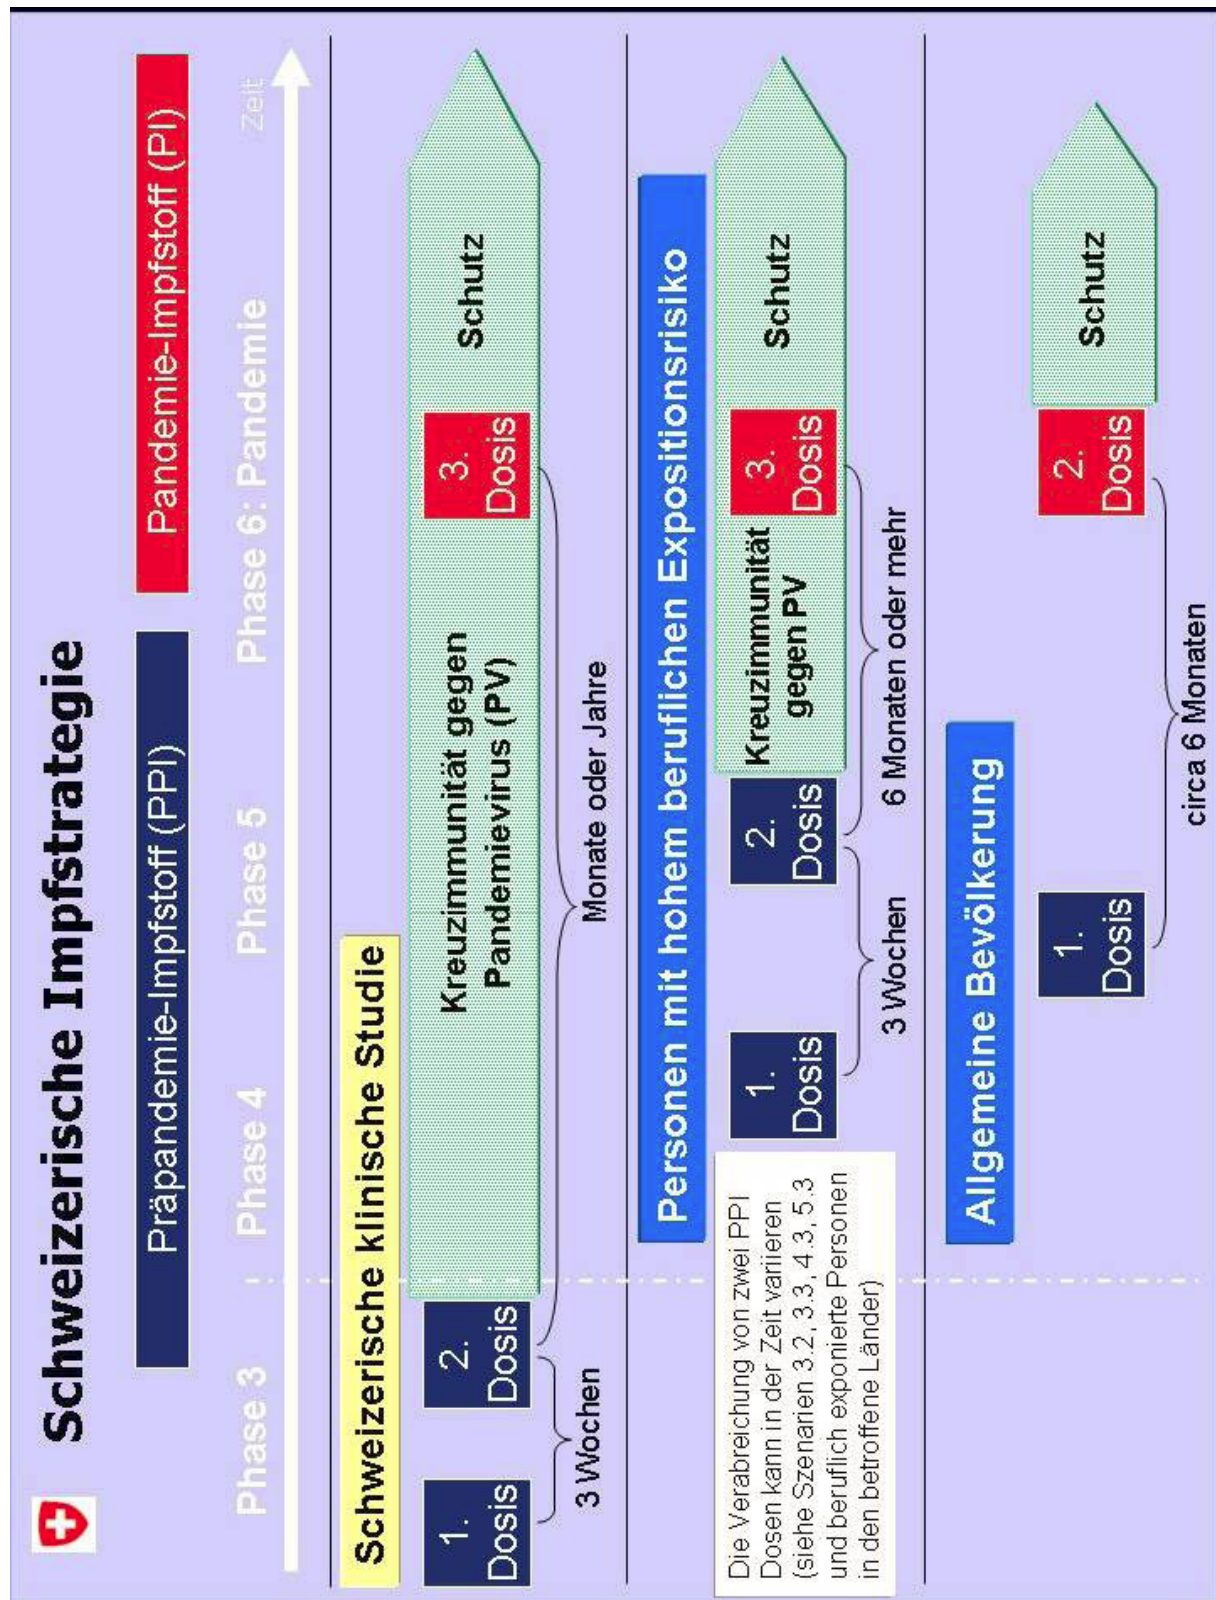 Schweizerische Impfstrategie
Präpandemie-Impfstoff (PPI)
Pandemie-Impfstoff (PI)
Phase 3
Phase 4
Phase 5
Phase 6: Pandemie
Zeit
Schweizerische klinische Studie
1.
Dosis
2.
Dosis
Kreuzimmunität gegen
Pandemievirus (PV)
3.
Dosis
Schutz
3 Wochen
Monate oder Jahre
Personen mit hohem beruflichen Expositionsrisiko
Die Verabreichung von zwei PPI
Dosen kann in der Zeit variieren
(siehe Szenarien 3.2, 3.3, 4.3, 5.3
und beruflich exponierte Personen
in den betroffene Länder)
1.
Dosis
2.
Dosis
Kreuzimmunität
gegen PV
3.
Dosis
Schutz
3 Wochen
6 Monaten oder mehr
Allgemeine Bevölkerung
1.
Dosis
2.
Dosis
Schutz
circa 6 Monaten